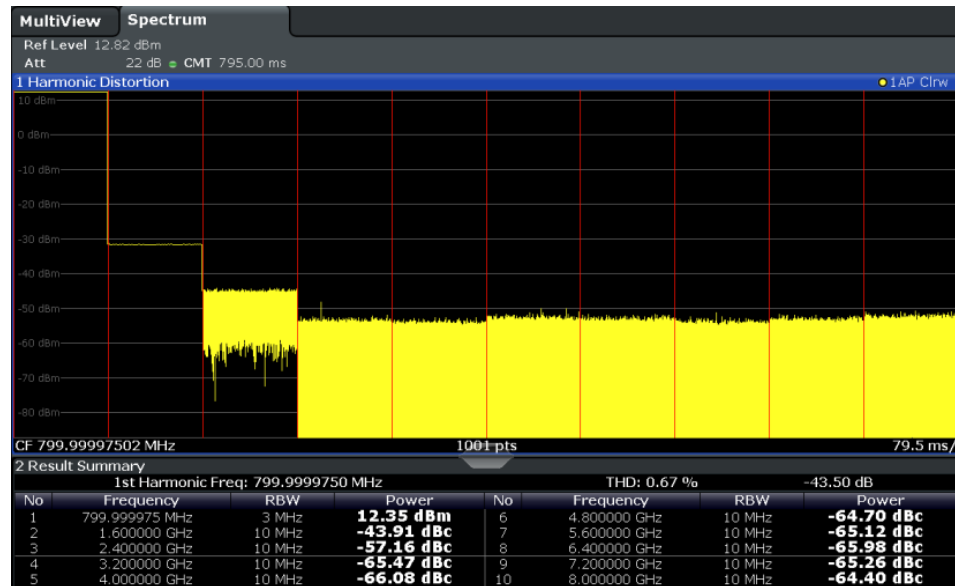 MultiView Spectrum
Ref Level 12.82 dBm
Att 22 dB CMT 795.00 ms
1 Harmonic Distortion 1AP Clrw
10 dBm
0 dBm
-10 dBm
-20 dBm
-30 dBm
-40 dBm
-50 dBm
-60 dBm
-70 dBm
-80 dBm
CF 799.99997502 MHz 1001 pts 79.5 ms/
2 Result Summary
1st Harmonic Freq: 799.9999750 MHz THD: 0.67 % -43.50 dB
No Frequency RBW Power No Frequency RBW Power
1 799.999975 MHz 3 MHz 12.35 dBm 6 4.800000 GHz 10 MHz -64.70 dBc
2 1.600000 GHz 10 MHz -43.91 dBc 7 5.600000 GHz 10 MHz -65.12 dBc
3 2.400000 GHz 10 MHz -57.16 dBc 8 6.400000 GHz 10 MHz -65.98 dBc
4 3.200000 GHz 10 MHz -65.47 dBc 9 7.200000 GHz 10 MHz -65.26 dBc
5 4.000000 GHz 10 MHz -66.08 dBc 10 8.000000 GHz 10 MHz -64.40 dBc